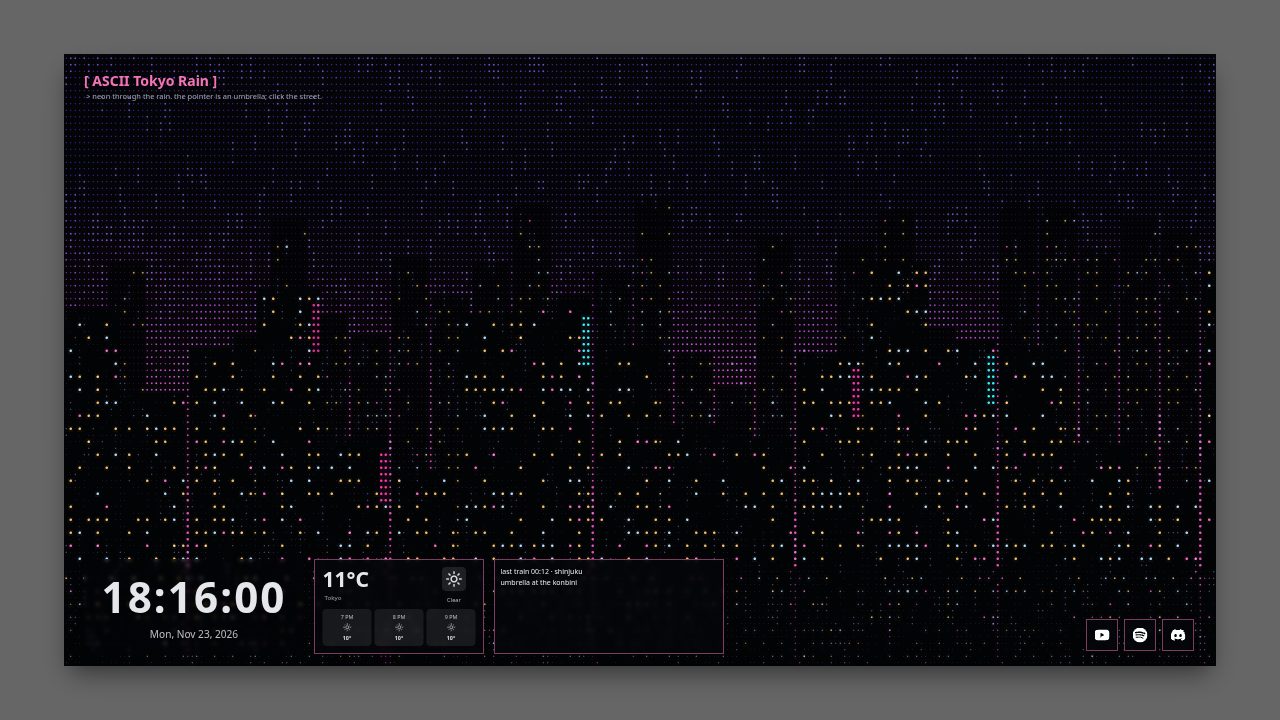 [ ASCII Tokyo Rain ]
> neon through the rain. the pointer is an umbrella; click the street.
18:16:00
Mon, Nov 23, 2026
11°C
Tokyo
Clear
7 PM
10°
8 PM
10°
9 PM
10°
last train 00:12 · shinjuku
umbrella at the konbini